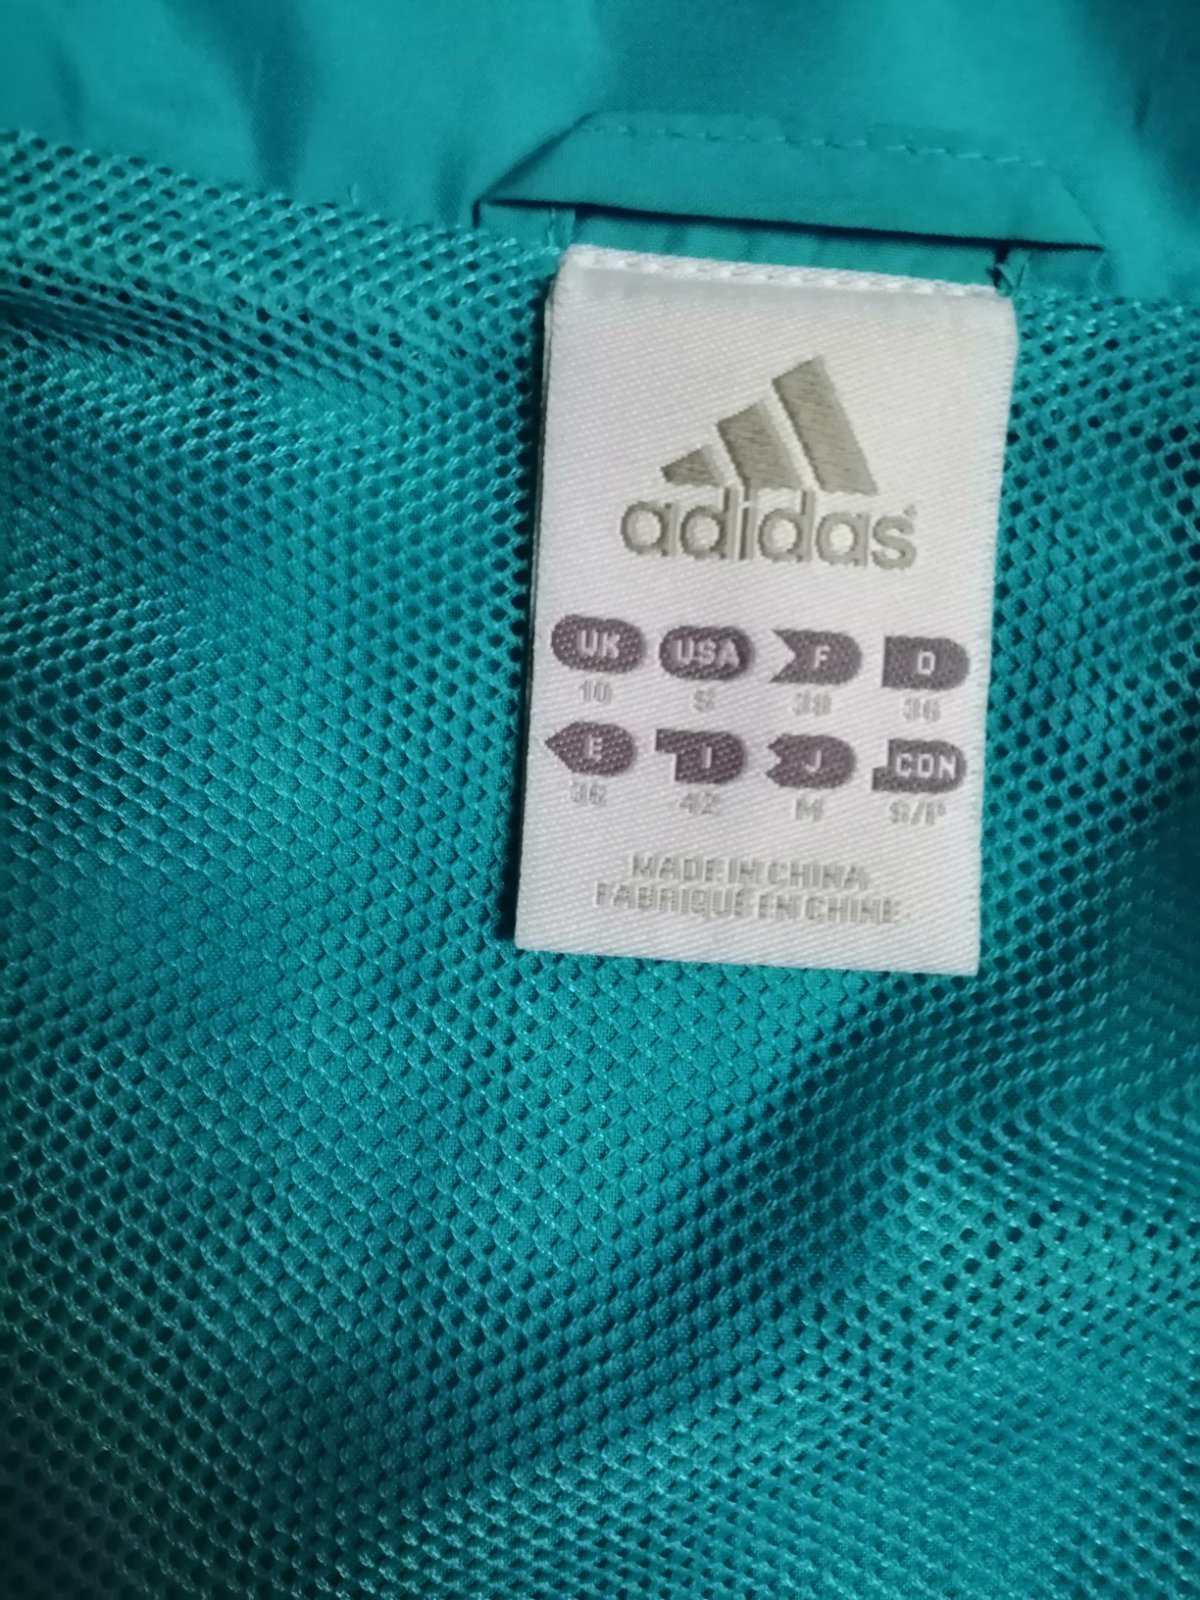 adidas
UK USA F D
10 S 38 36
E I J CDN
36 42 M S/P
MADE IN CHINA
FABRIQUÉ EN CHINE